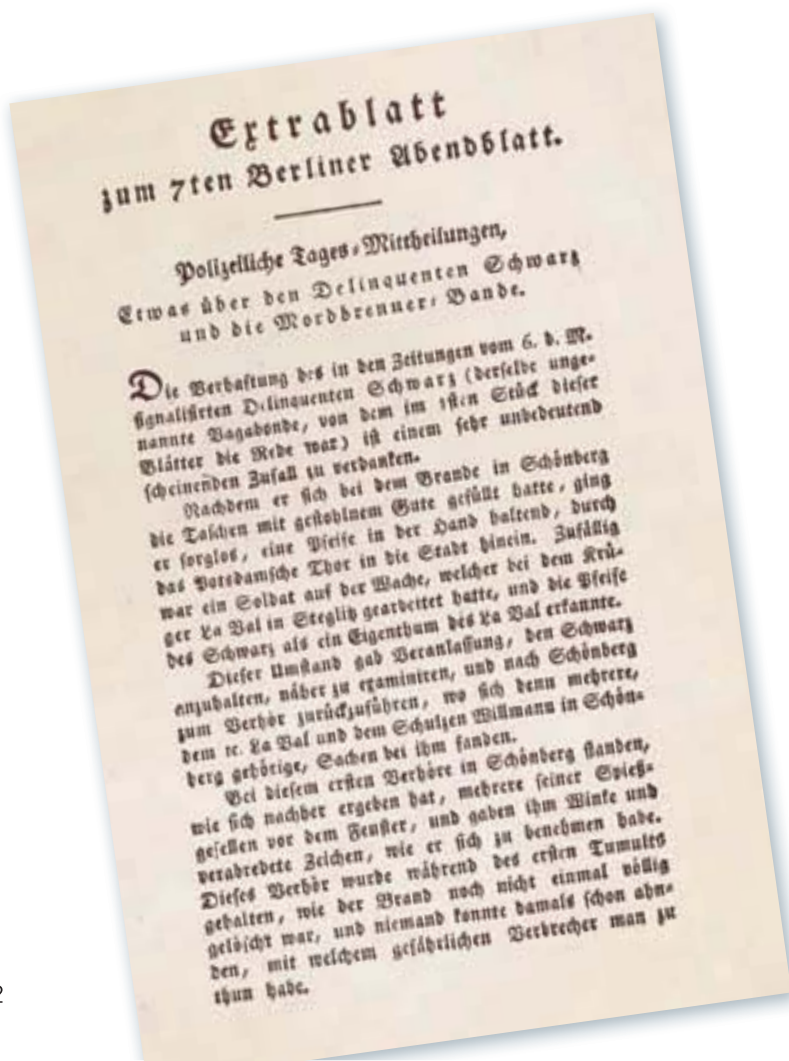 Extrablatt
zum 7ten Berliner Abendblatt.
Polizeiliche Tages-Mittheilungen,
Etwas über den Delinquenten Schwarz
und die Mordbrenner-Bande.
Die Verhaftung des in den Zeitungen vom 6. d. M.
signalisirten Delinquenten Schwarz (derselbe unge-
nannte Vagabonde, von dem im 1sten Stück dieser
Blätter die Rede war) ist einem sehr unbedeutend
scheinenden Zufall zu verdanken.
Nachdem er sich bei dem Brande in Schönberg
die Taschen mit gestohlnem Gute gefüllt hatte, ging
er sorglos, eine Pfeife in der Hand haltend, durch
das Potsdamsche Thor in die Stadt hinein. Zufällig
war ein Soldat auf der Wache, welcher bei dem Krü-
ger La Val in Steglitz gearbeitet hatte, und die Pfeife
des Schwarz als ein Eigenthum des La Val erkannte.
Dieser Umstand gab Veranlassung, den Schwarz
anzuhalten, näher zu examiniren, und nach Schönberg
zum Verhör zurückzuführen, wo sich denn mehrere,
dem ꝛc. La Val und dem Schulzen Willmann in Schön-
berg gehörige, Sachen bei ihm fanden.
Bei diesem ersten Verhöre in Schönberg standen,
wie sich nachher ergeben hat, mehrere seiner Spieß-
gesellen vor dem Fenster, und gaben ihm Winke und
verabredete Zeichen, wie er sich zu benehmen habe.
Dieses Verhör wurde während des ersten Tumults
gehalten, wie der Brand noch nicht einmal völlig
gelöscht war, und niemand konnte damals schon ahn-
den, mit welchem gefährlichen Verbrecher man zu
thun habe.
2